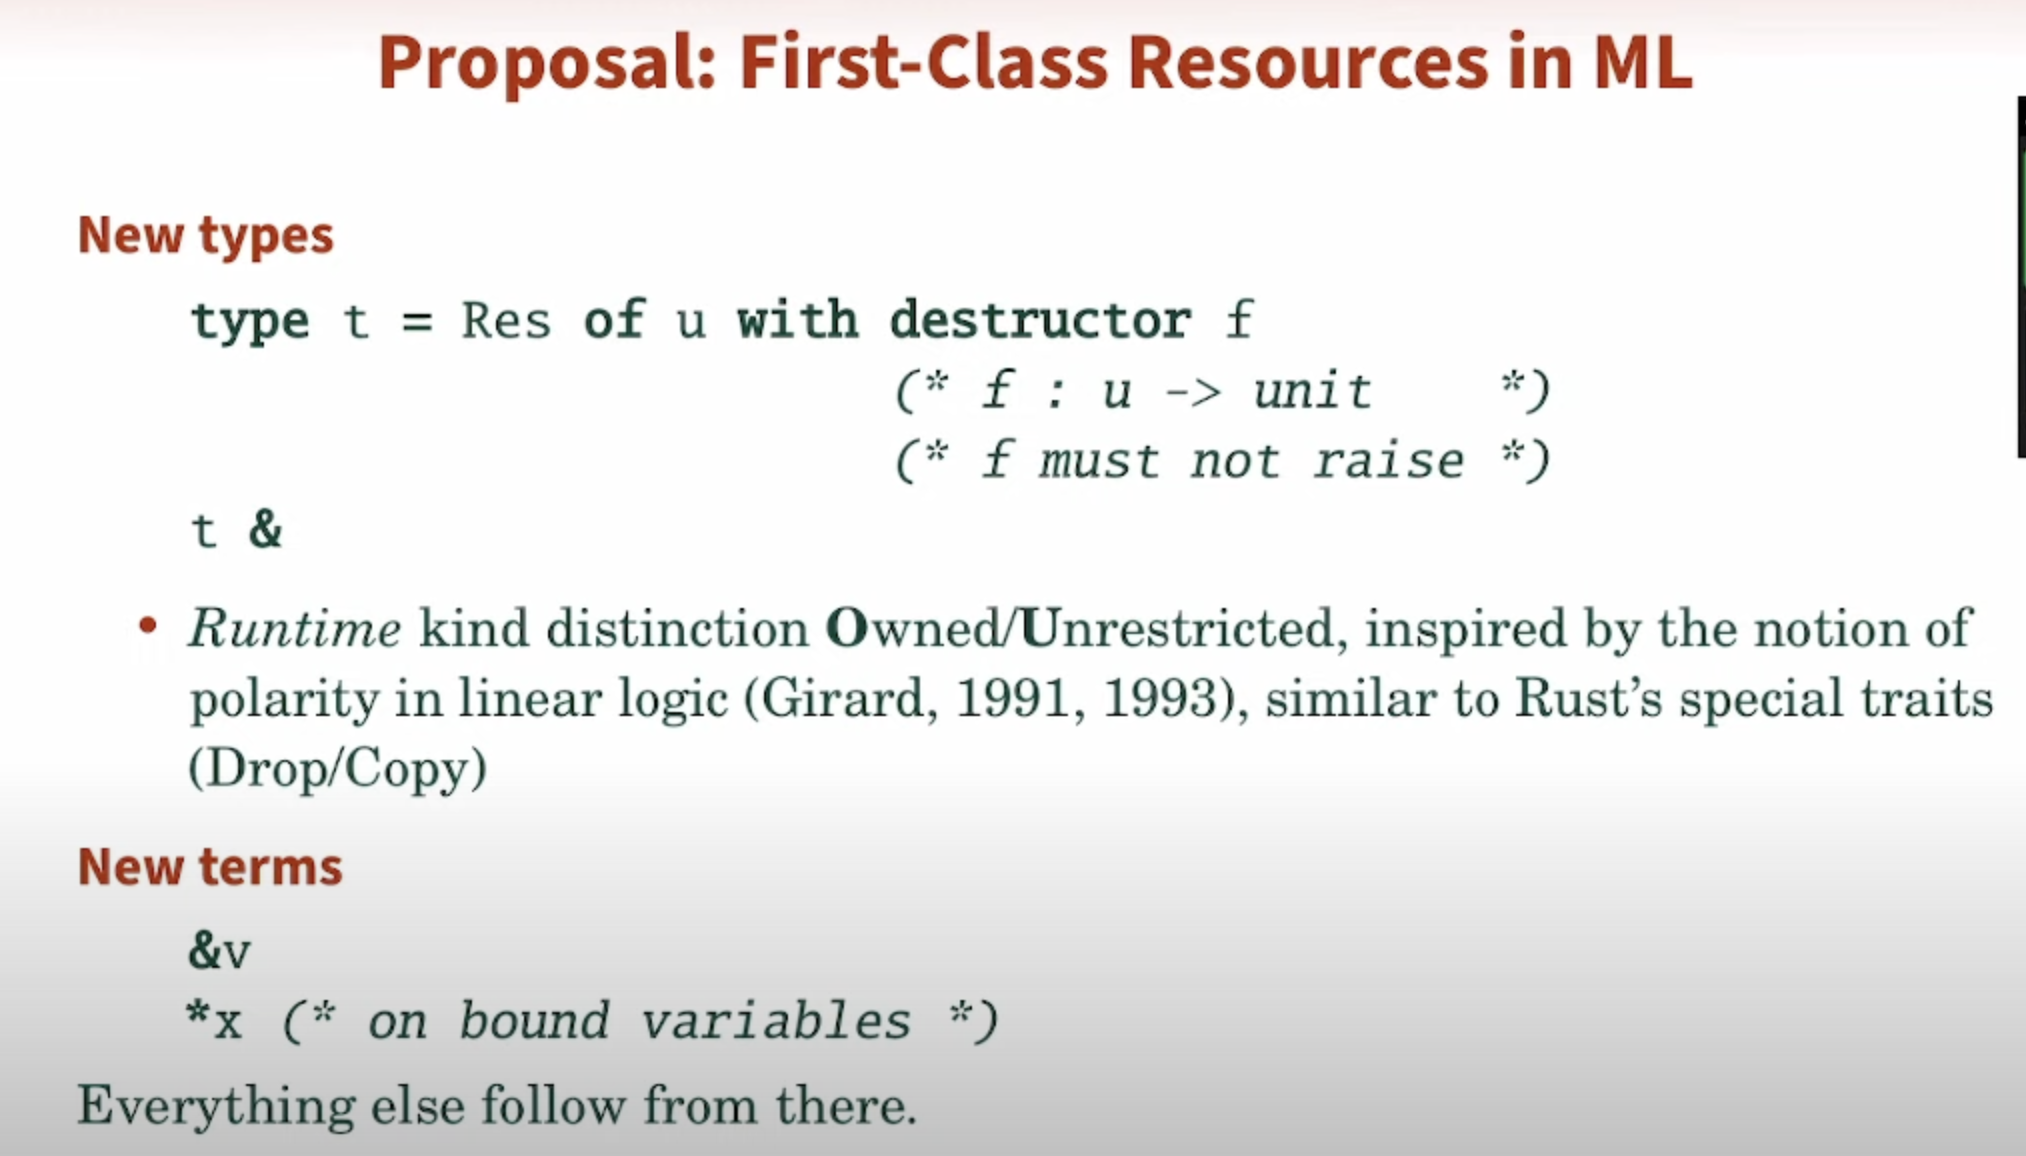 Proposal: First-Class Resources in ML
New types
type t = Res of u with destructor f
(* f : u -> unit *)
(* f must not raise *)
t &
• Runtime kind distinction Owned/Unrestricted, inspired by the notion of
polarity in linear logic (Girard, 1991, 1993), similar to Rust's special traits
(Drop/Copy)
New terms
&v
*x (* on bound variables *)
Everything else follow from there.